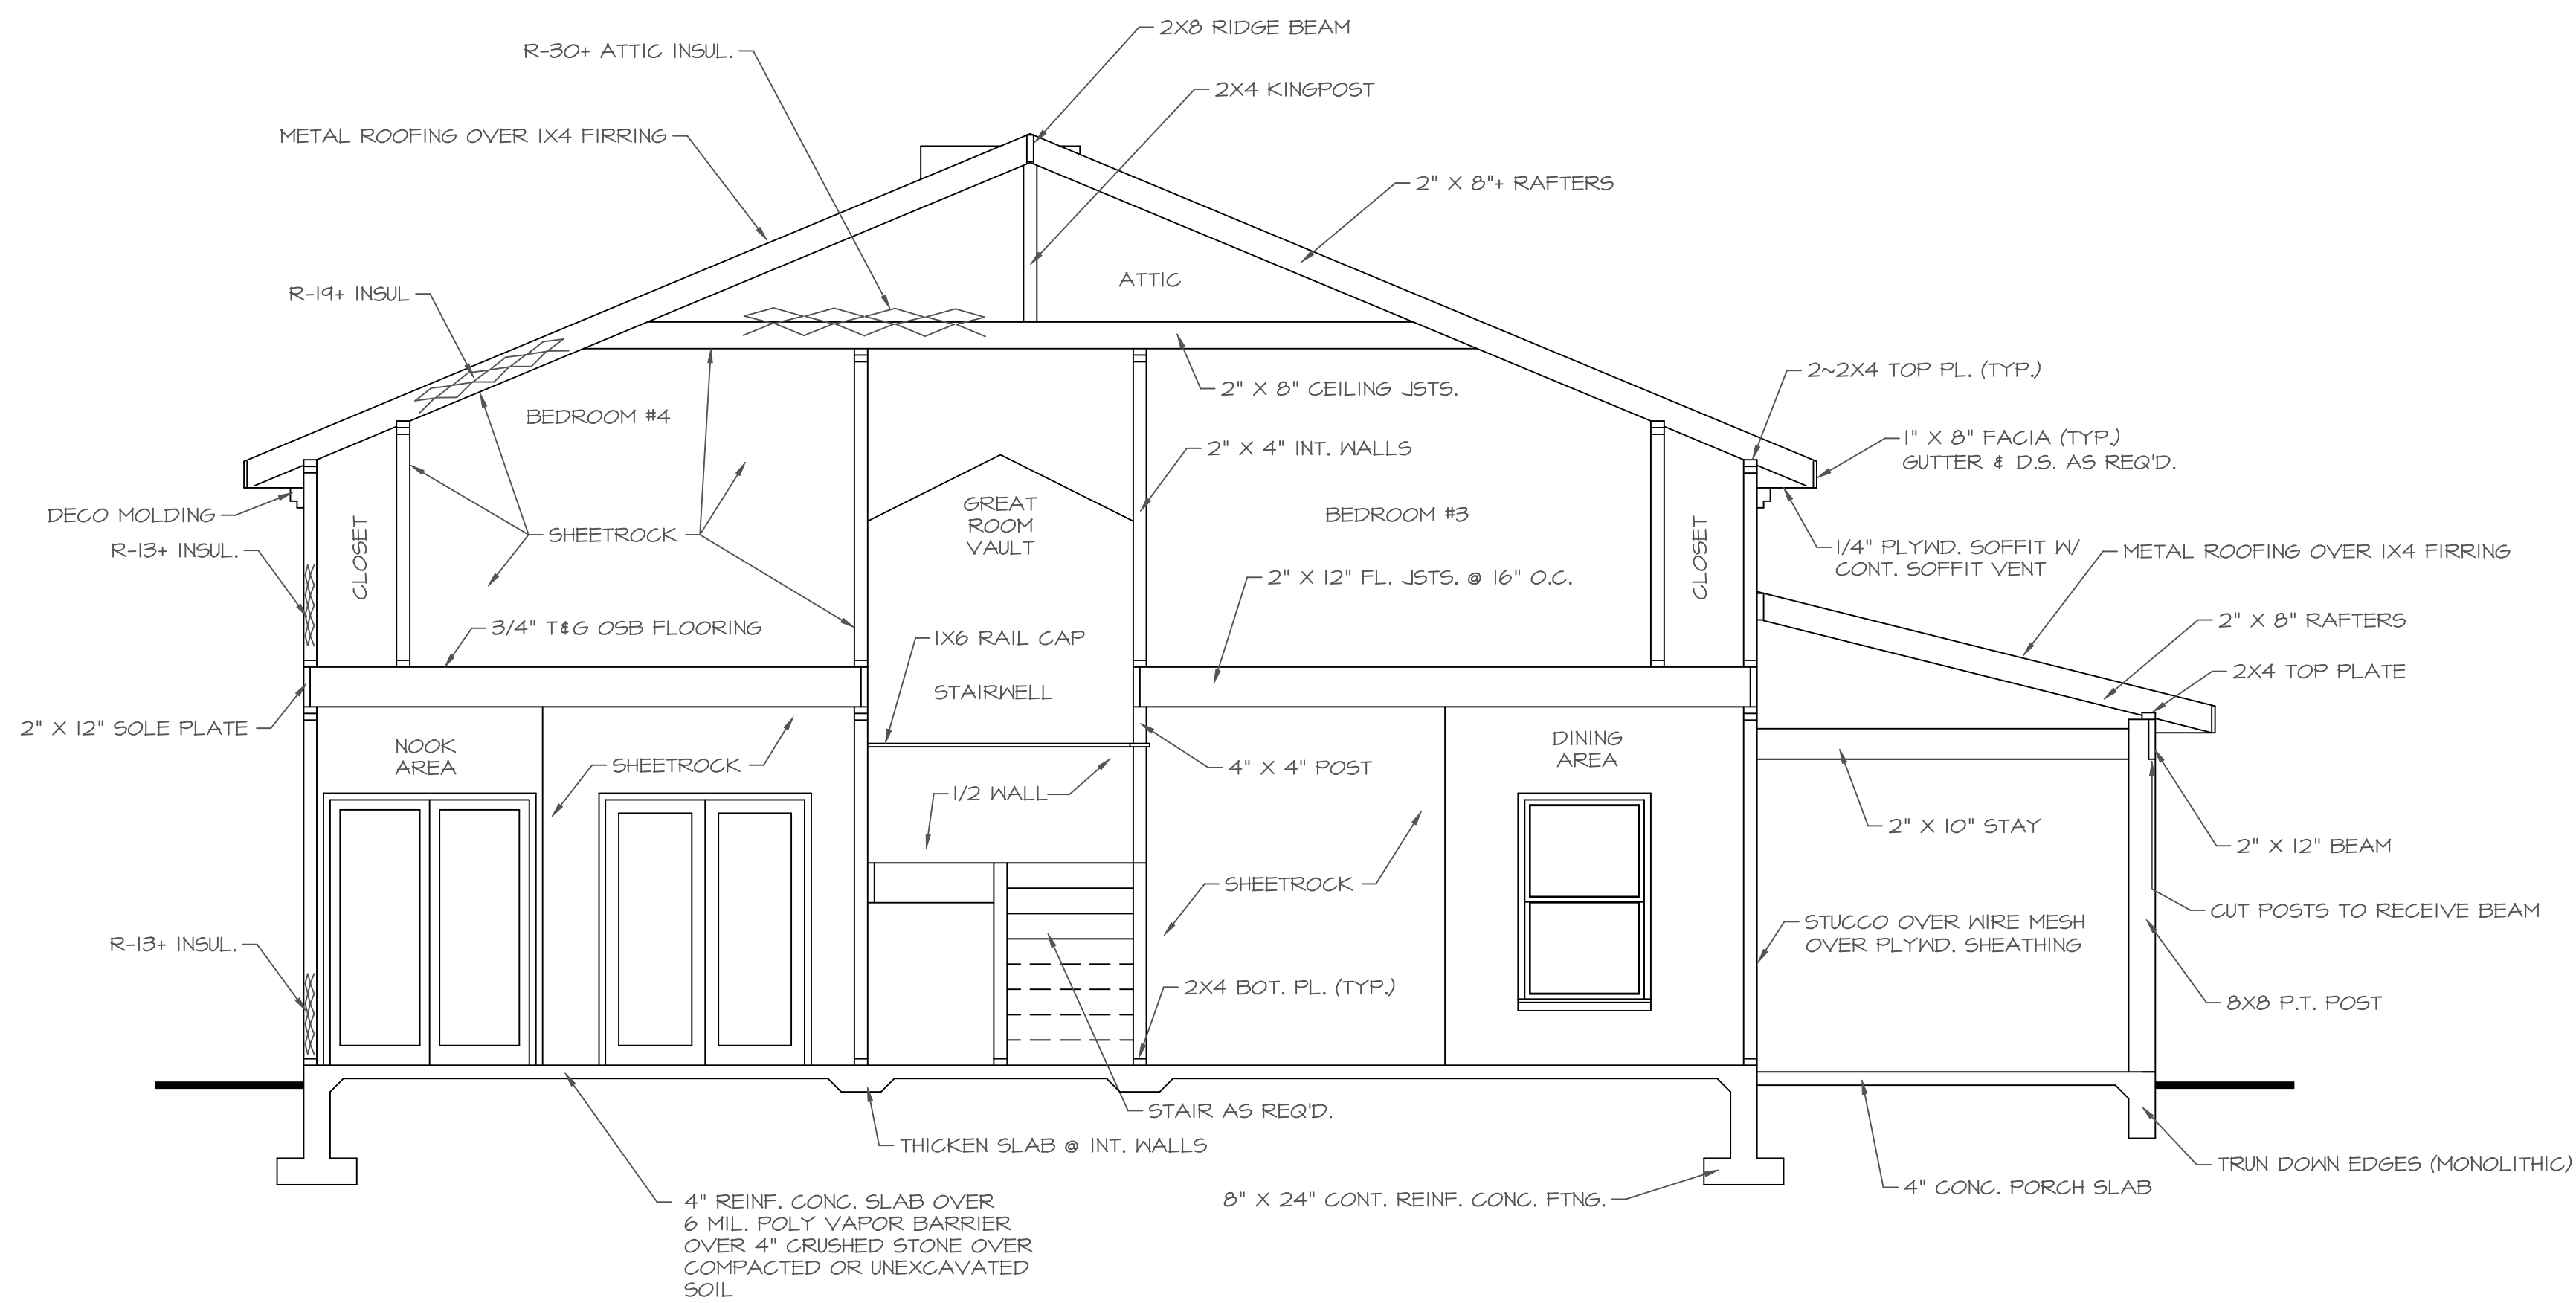 2X8 RIDGE BEAM
R-30+ ATTIC INSUL.
2X4 KINGPOST
METAL ROOFING OVER 1X4 FIRRING
2" X 8"+ RAFTERS
ATTIC
R-19+ INSUL
2~2X4 TOP PL. (TYP.)
2" X 8" CEILING JSTS.
BEDROOM #4
1" X 8" FACIA (TYP.)
GUTTER & D.S. AS REQ'D.
2" X 4" INT. WALLS
GREAT
ROOM
VAULT
DECO MOLDING
BEDROOM #3
CLOSET
SHEETROCK
CLOSET
R-13+ INSUL.
1/4" PLYWD. SOFFIT W/
CONT. SOFFIT VENT
METAL ROOFING OVER 1X4 FIRRING
2" X 12" FL. JSTS. @ 16" O.C.
3/4" T&G OSB FLOORING
1X6 RAIL CAP
2" X 8" RAFTERS
2X4 TOP PLATE
STAIRWELL
2" X 12" SOLE PLATE
NOOK
AREA
DINING
AREA
SHEETROCK
4" X 4" POST
1/2 WALL
2" X 10" STAY
2" X 12" BEAM
SHEETROCK
CUT POSTS TO RECEIVE BEAM
STUCCO OVER WIRE MESH
OVER PLYWD. SHEATHING
R-13+ INSUL.
2X4 BOT. PL. (TYP.)
8X8 P.T. POST
STAIR AS REQ'D.
THICKEN SLAB @ INT. WALLS
TRUN DOWN EDGES (MONOLITHIC)
4" CONC. PORCH SLAB
8" X 24" CONT. REINF. CONC. FTNG.
4" REINF. CONC. SLAB OVER
6 MIL. POLY VAPOR BARRIER
OVER 4" CRUSHED STONE OVER
COMPACTED OR UNEXCAVATED
SOIL